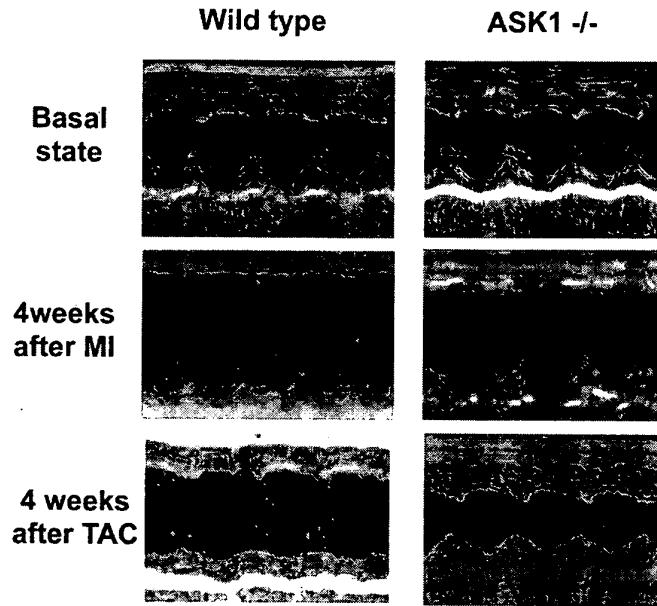 Wild type
ASK1 -/-
Basal
state
4weeks
after MI
4 weeks
after TAC